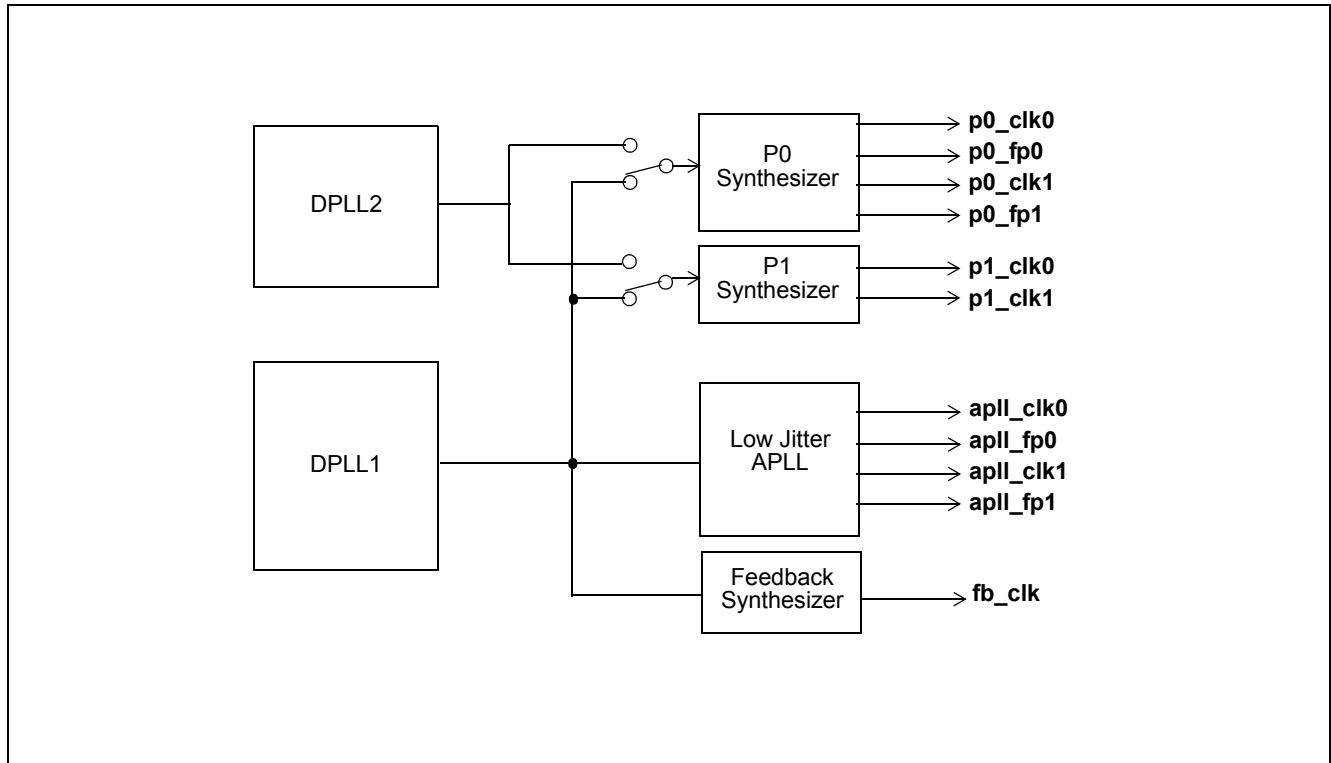 DPLL2
P0
Synthesizer
p0_clk0
p0_fp0
p0_clk1
p0_fp1
P1
Synthesizer
p1_clk0
p1_clk1
DPLL1
Low Jitter
APLL
apll_clk0
apll_fp0
apll_clk1
apll_fp1
Feedback
Synthesizer
fb_clk